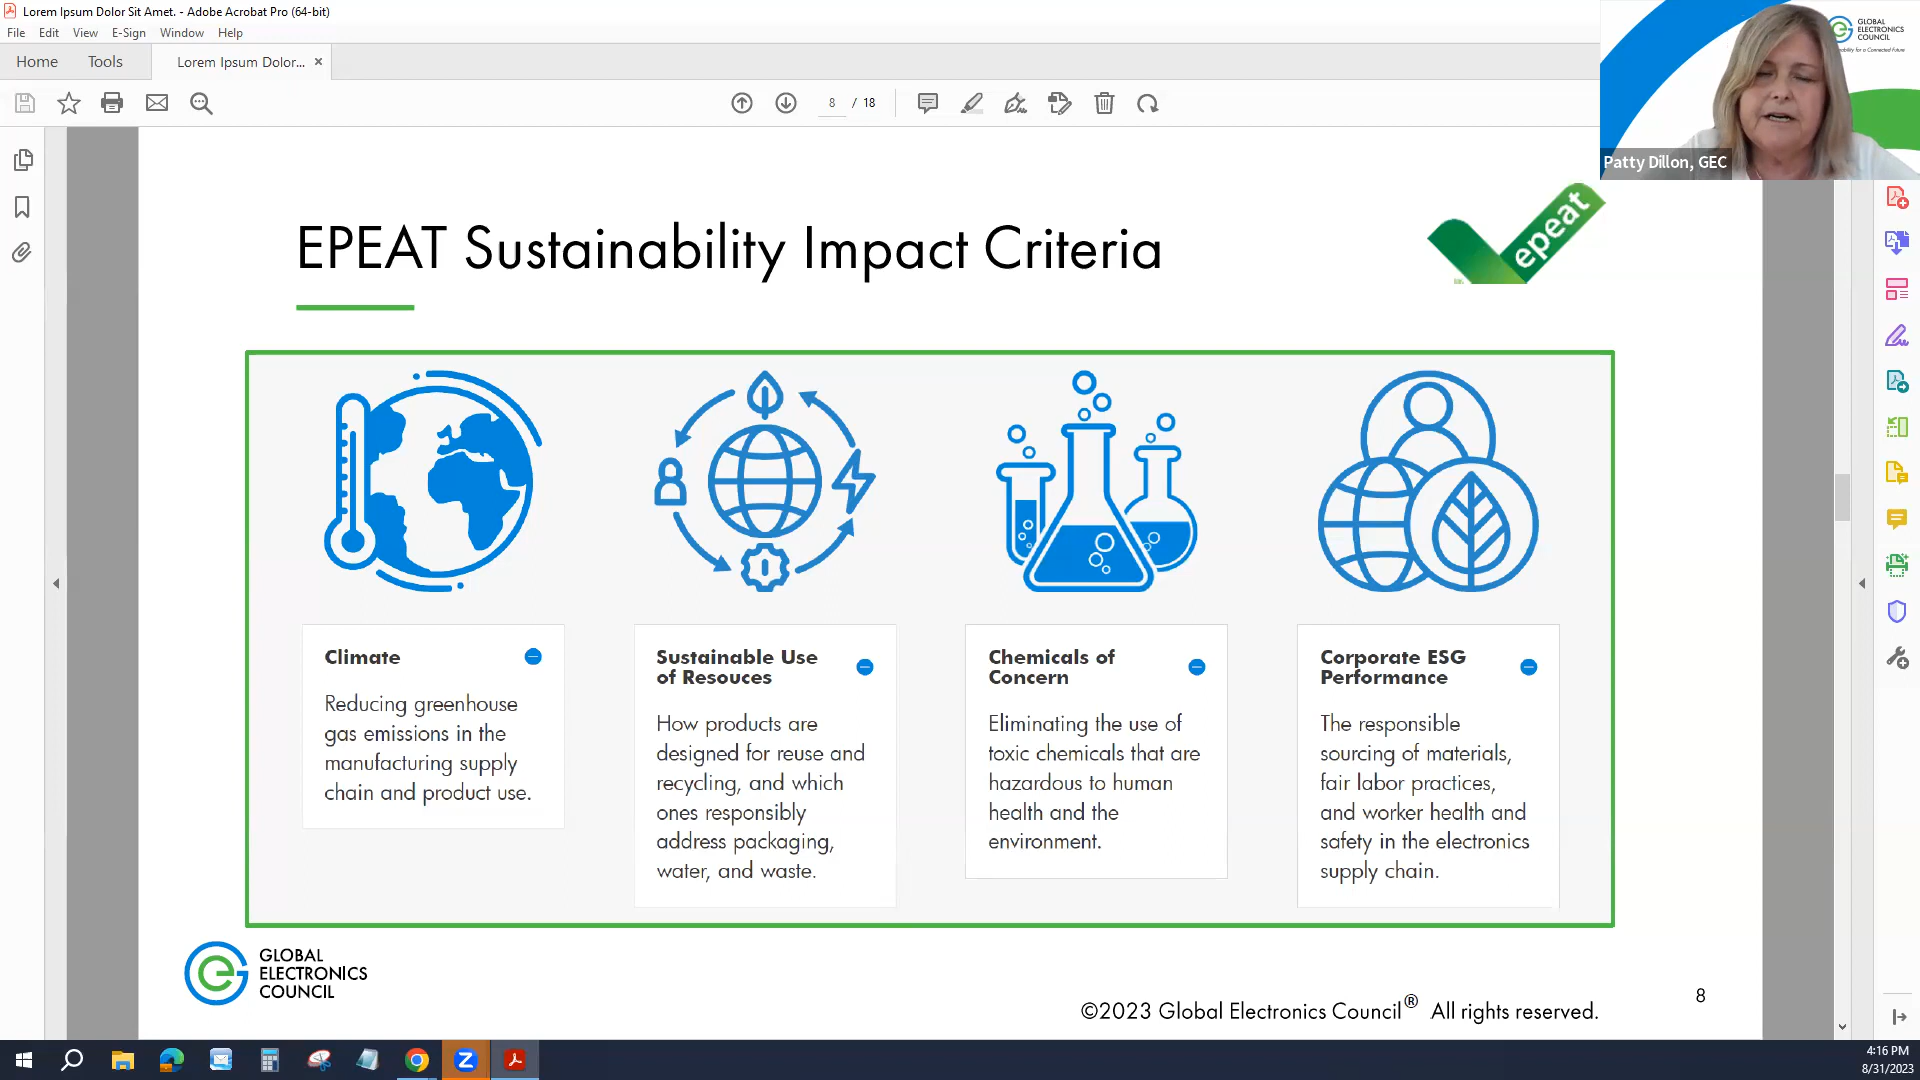 Lorem Ipsum Dolor Sit Amet. - Adobe Acrobat Pro (64-bit)
File Edit View E-Sign Window Help
Home Tools Lorem Ipsum Dolor... ×
8 / 18
GLOBAL
ELECTRONICS
COUNCIL
Patty Dillon, GEC
EPEAT Sustainability Impact Criteria
epeat
Climate
Reducing greenhouse
gas emissions in the
manufacturing supply
chain and product use.
Sustainable Use
of Resouces
How products are
designed for reuse and
recycling, and which
ones responsibly
address packaging,
water, and waste.
Chemicals of
Concern
Eliminating the use of
toxic chemicals that are
hazardous to human
health and the
environment.
Corporate ESG
Performance
The responsible
sourcing of materials,
fair labor practices,
and worker health and
safety in the electronics
supply chain.
GLOBAL
ELECTRONICS
COUNCIL
©2023 Global Electronics Council® All rights reserved.
8
4:16 PM
8/31/2023